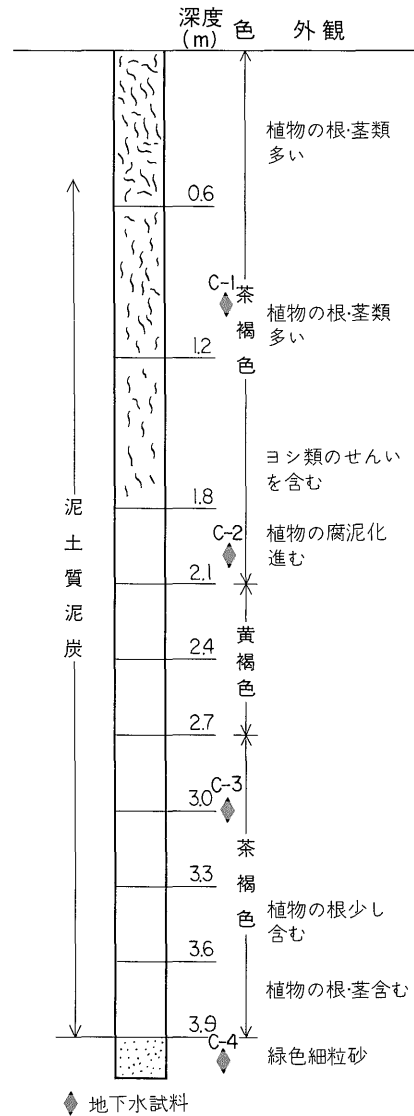 深度
(m)
色
外観
植物の根・茎類
多い
0.6
C-1
茶褐色
植物の根・茎類
多い
1.2
ヨシ類のせんい
を含む
1.8
泥土質泥炭
C-2
植物の腐泥化
進む
2.1
黄褐色
2.4
2.7
C-3
3.0
茶褐色
3.3
植物の根少し
含む
3.6
植物の根・茎含む
3.9
C-4
緑色細粒砂
地下水試料